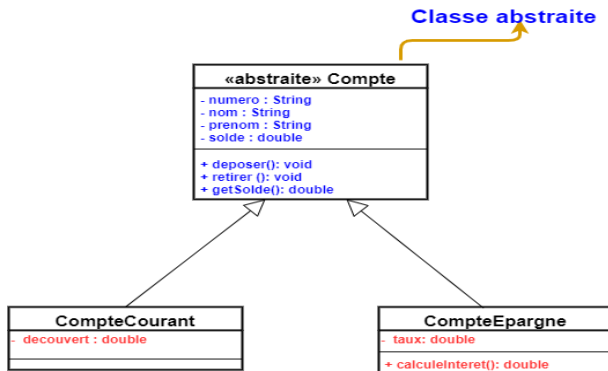 Classe abstraite
«abstraite» Compte
- numero : String
- nom : String
- prenom : String
- solde : double
+ deposer(): void
+ retirer (): void
+ getSolde(): double
CompteCourant
- decouvert : double
CompteEpargne
- taux: double
+ calculeInteret(): double